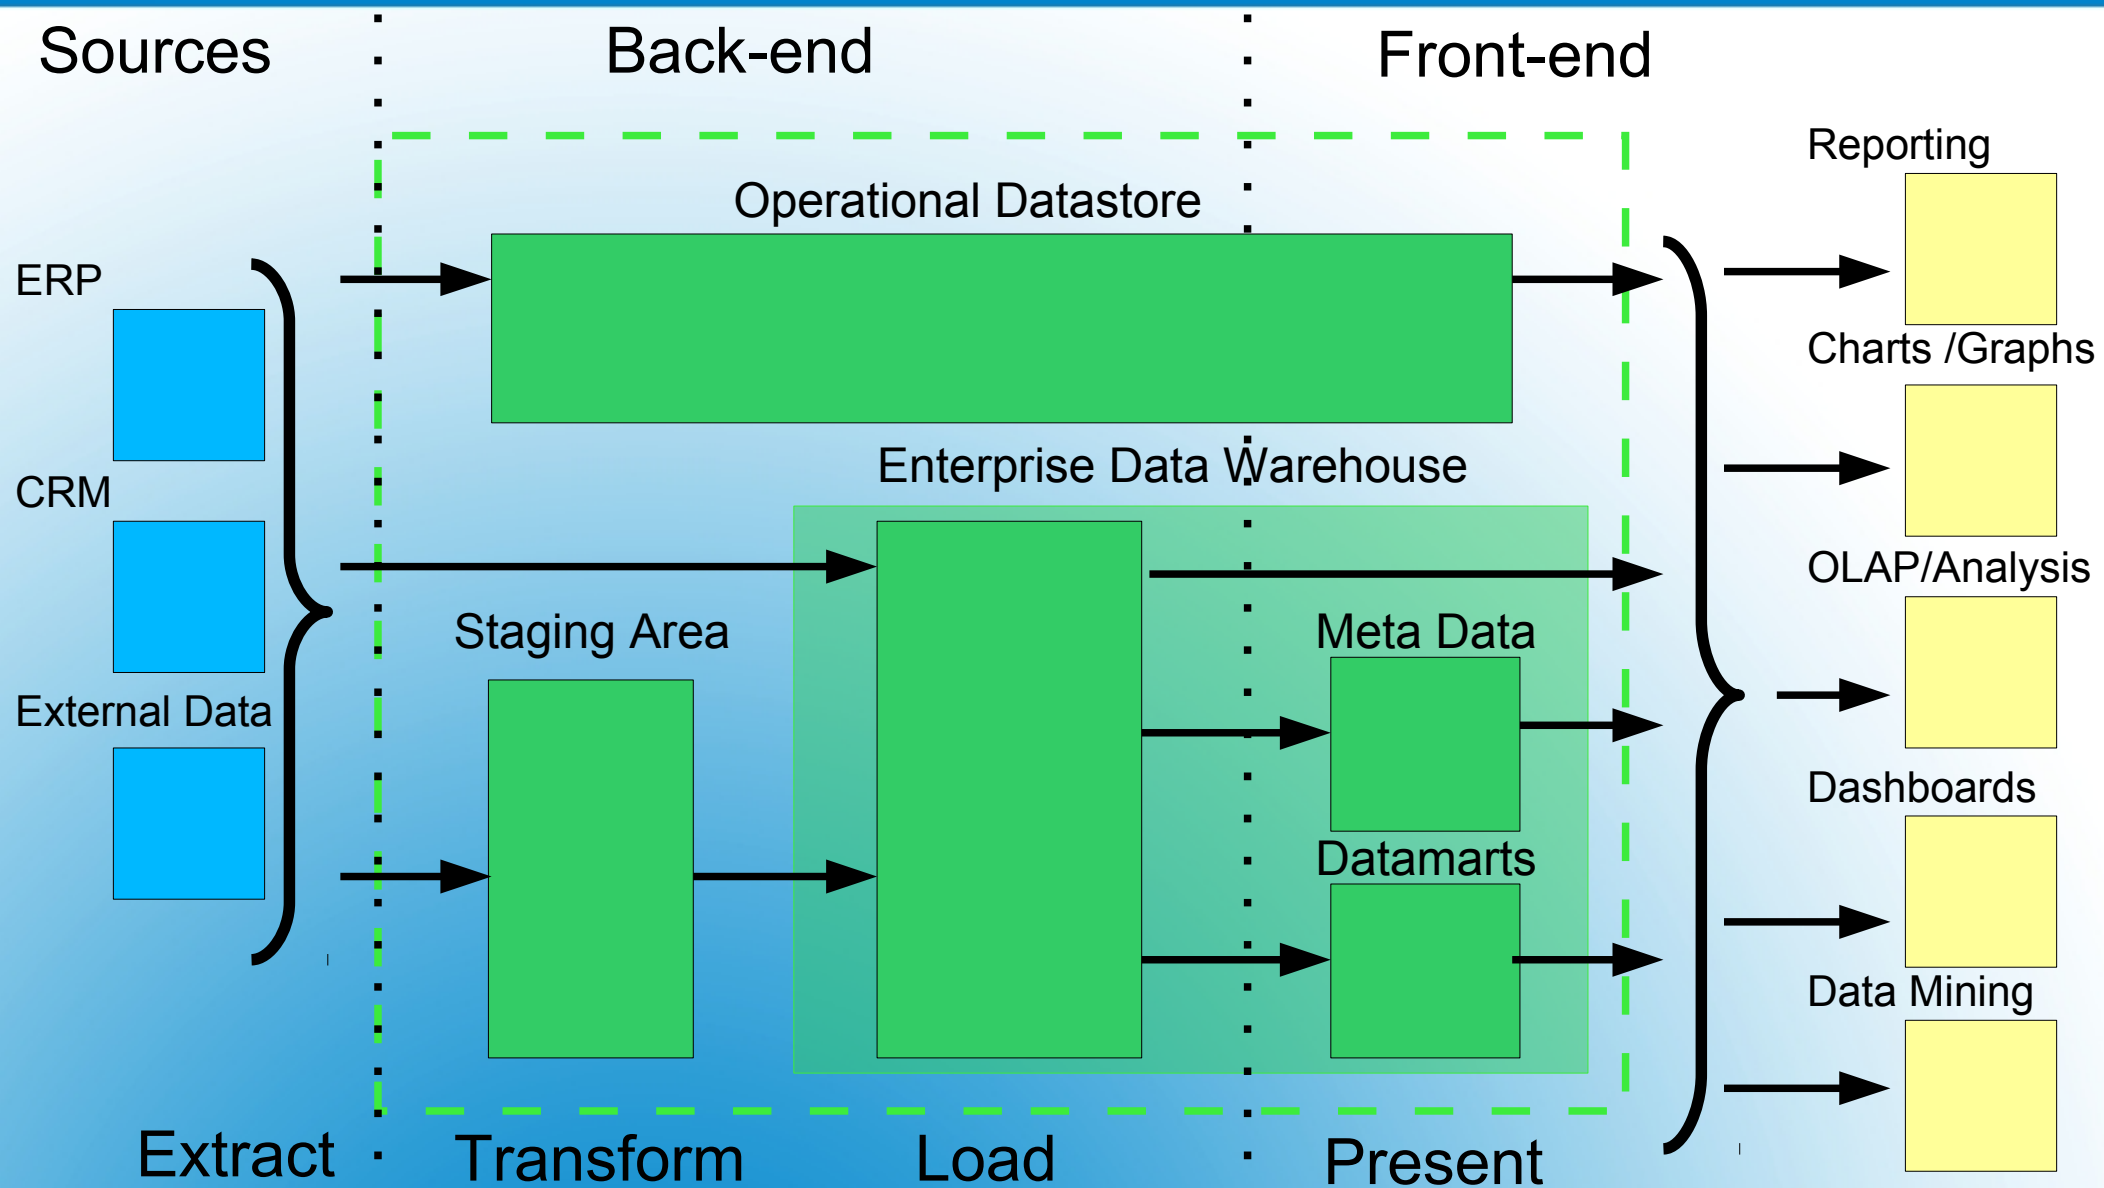 Sources
Back-end
Front-end
Reporting
Operational Datastore
ERP
Charts /Graphs
Enterprise Data Warehouse
CRM
OLAP/Analysis
Staging Area
Meta Data
External Data
Dashboards
Datamarts
Data Mining
Extract
Transform
Load
Present